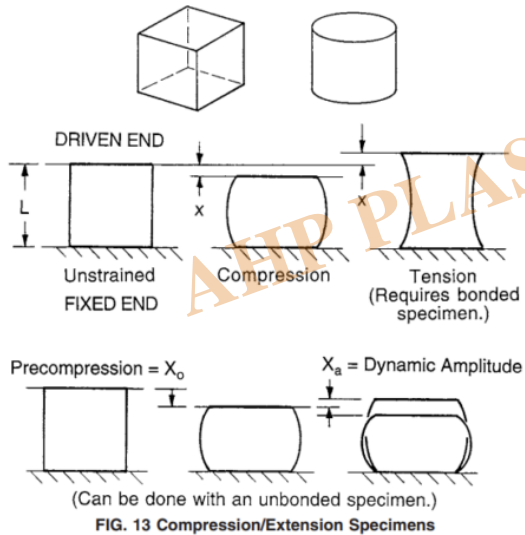 DRIVEN END
L
x
x
Unstrained
Compression
Tension
FIXED END
(Requires bonded
specimen.)
AHP PLAS
Precompression = Xₒ
Xₐ = Dynamic Amplitude
(Can be done with an unbonded specimen.)
FIG. 13 Compression/Extension Specimens